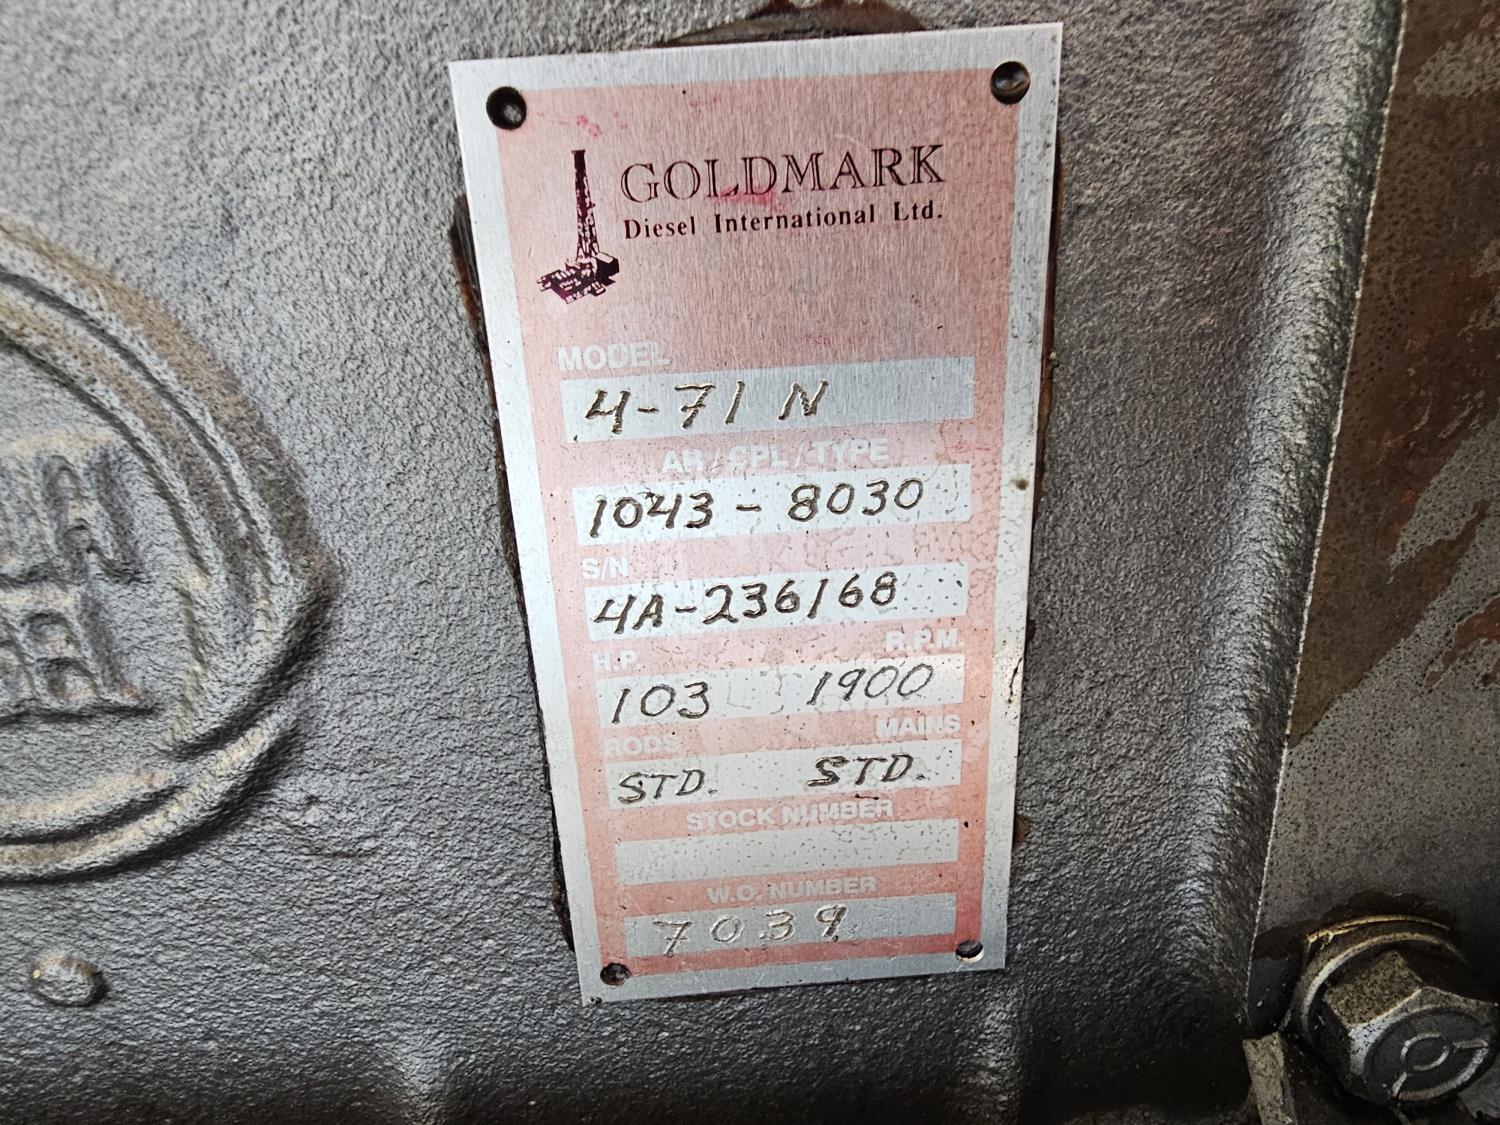 GOLDMARK
Diesel International Ltd.
MODEL
4-71 N
AR / CPL / TYPE
1043 - 8030
S/N
4A-236168
H.P. R.P.M.
103 1900
RODS MAINS
STD. STD.
STOCK NUMBER
W.O. NUMBER
7039